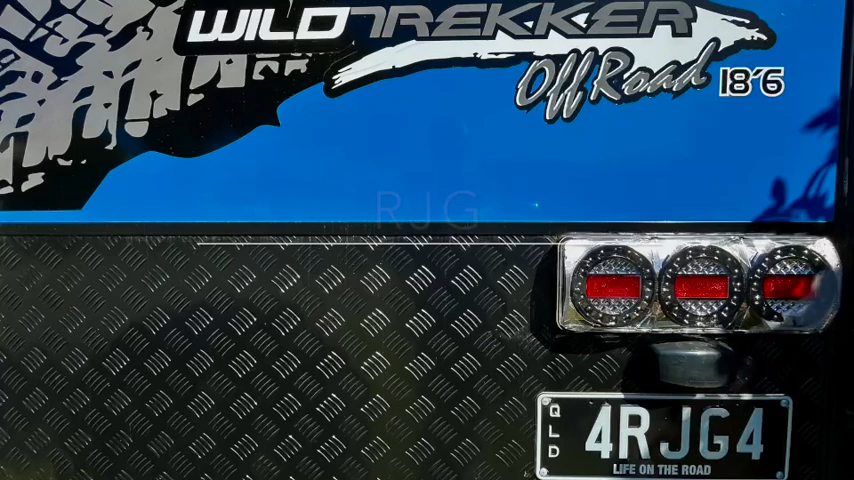 WILDTREKKER
Off Road 18'6
RJG
QLD
4RJG4
LIFE ON THE ROAD